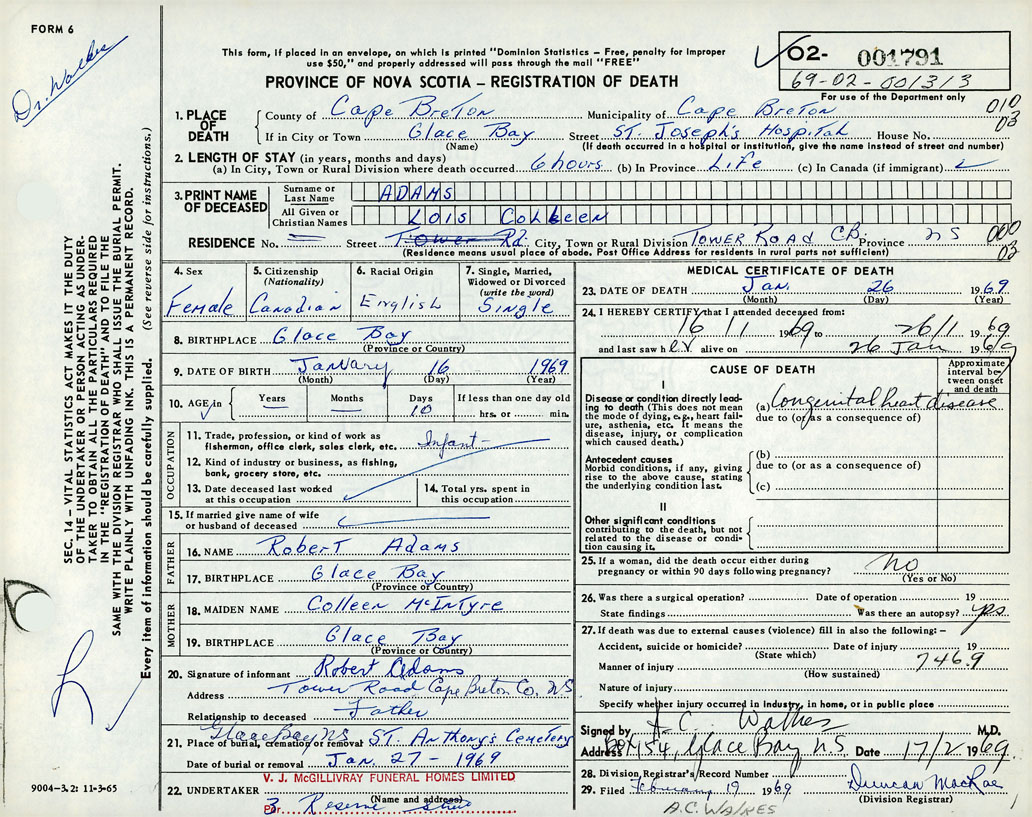 FORM 6
Dr. Walker
This form, if placed in an envelope, on which is printed "Dominion Statistics – Free, penalty for improper
use $50," and properly addressed will pass through the mail "FREE"
PROVINCE OF NOVA SCOTIA – REGISTRATION OF DEATH
O2- 001791
69-02-001313
For use of the Department only
1. PLACE OF DEATH
County of Cape Breton Municipality of Cape Breton 010 03
If in City or Town Glace Bay Street ST. Joseph's Hospital House No.
(Name) (If death occurred in a hospital or institution, give the name instead of street and number)
2. LENGTH OF STAY (in years, months and days)
(a) In City, Town or Rural Division where death occurred 6 hours (b) In Province Life (c) In Canada (if immigrant)
3. PRINT NAME OF DECEASED
Surname or Last Name ADAMS
All Given or Christian Names LOIS COLLEEN
RESIDENCE No. Street Tower Rd. City, Town or Rural Division TOWER ROAD C.B. Province NS 000 03
(Residence means usual place of abode. Post Office Address for residents in rural parts not sufficient)
4. Sex Female
5. Citizenship (Nationality) Canadian
6. Racial Origin English
7. Single, Married, Widowed or Divorced (write the word) Single
8. BIRTHPLACE Glace Bay
(Province or Country)
9. DATE OF BIRTH January 16 1969
(Month) (Day) (Year)
10. AGE in Years Months Days 10 If less than one day old hrs. or min.
OCCUPATION
11. Trade, profession, or kind of work as fisherman, office clerk, sales clerk, etc. Infant
12. Kind of industry or business, as fishing, bank, grocery store, etc.
13. Date deceased last worked at this occupation
14. Total yrs. spent in this occupation
15. If married give name of wife or husband of deceased
FATHER
16. NAME Robert Adams
17. BIRTHPLACE Glace Bay
(Province or Country)
MOTHER
18. MAIDEN NAME Colleen McIntyre
19. BIRTHPLACE Glace Bay
(Province or Country)
20. Signature of informant Robert Adams
Address Tower Road Cape Breton Co. NS
Relationship to deceased Father
Glace Bay NS
21. Place of burial, cremation or removal ST. Anthony's Cemetery
Date of burial or removal Jan. 27 - 1969
V. J. McGILLIVRAY FUNERAL HOMES LIMITED
22. UNDERTAKER (Name and address)
Per 3 Reserve Street
MEDICAL CERTIFICATE OF DEATH
23. DATE OF DEATH Jan. 26 1969
(Month) (Day) (Year)
24. I HEREBY CERTIFY that I attended deceased from:
16 11 1969 to 26/1 1969
and last saw her alive on 26 Jan 1969
CAUSE OF DEATH
Approximate interval between onset and death
I
Disease or condition directly leading to death (This does not mean the mode of dying, e.g., heart failure, asthenia, etc. It means the disease, injury, or complication which caused death.)
(a) Congenital heart disease
due to (or as a consequence of)
Antecedent causes
Morbid conditions, if any, giving rise to the above cause, stating the underlying condition last.
(b)
due to (or as a consequence of)
(c)
II
Other significant conditions contributing to the death, but not related to the disease or condition causing it.
25. If a woman, did the death occur either during pregnancy or within 90 days following pregnancy? No
(Yes or No)
26. Was there a surgical operation? Date of operation 19
State findings Was there an autopsy? yes
27. If death was due to external causes (violence) fill in also the following: –
Accident, suicide or homicide? Date of injury 19
(State which) 746.9
Manner of injury
(How sustained)
Nature of injury
Specify whether injury occurred in industry, in home, or in public place
Signed by A. C. Walker M.D.
Address Box 154, Glace Bay NS Date 17/2 1969
28. Division Registrar's Record Number
29. Filed February 19 1969 Duncan MacRae
(Division Registrar)
A.C. WALKES
SEC. 14 – VITAL STATISTICS ACT MAKES IT THE DUTY
OF THE UNDERTAKER OR PERSON ACTING AS UNDER-
TAKER TO OBTAIN ALL THE PARTICULARS REQUIRED
IN THE "REGISTRATION OF DEATH" AND TO FILE THE
SAME WITH THE DIVISION REGISTRAR WHO SHALL ISSUE THE BURIAL PERMIT.
WRITE PLAINLY WITH UNFADING INK. THIS IS A PERMANENT RECORD.
Every item of information should be carefully supplied. (See reverse side for instructions.)
9004-3.2: 11-3-65